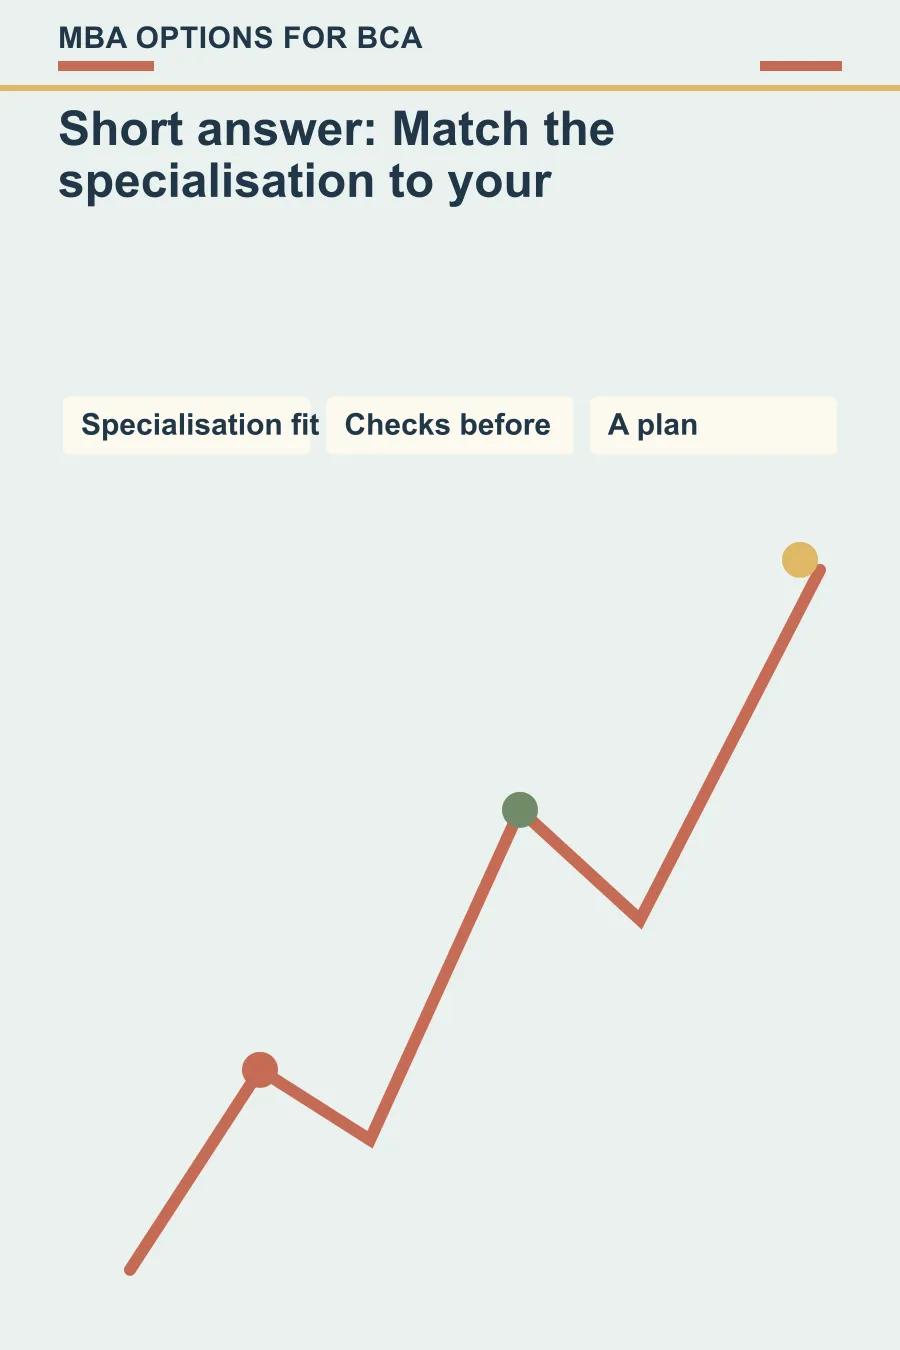 MBA OPTIONS FOR BCA
Short answer: Match the
specialisation to your
Specialisation fit
Checks before
A plan